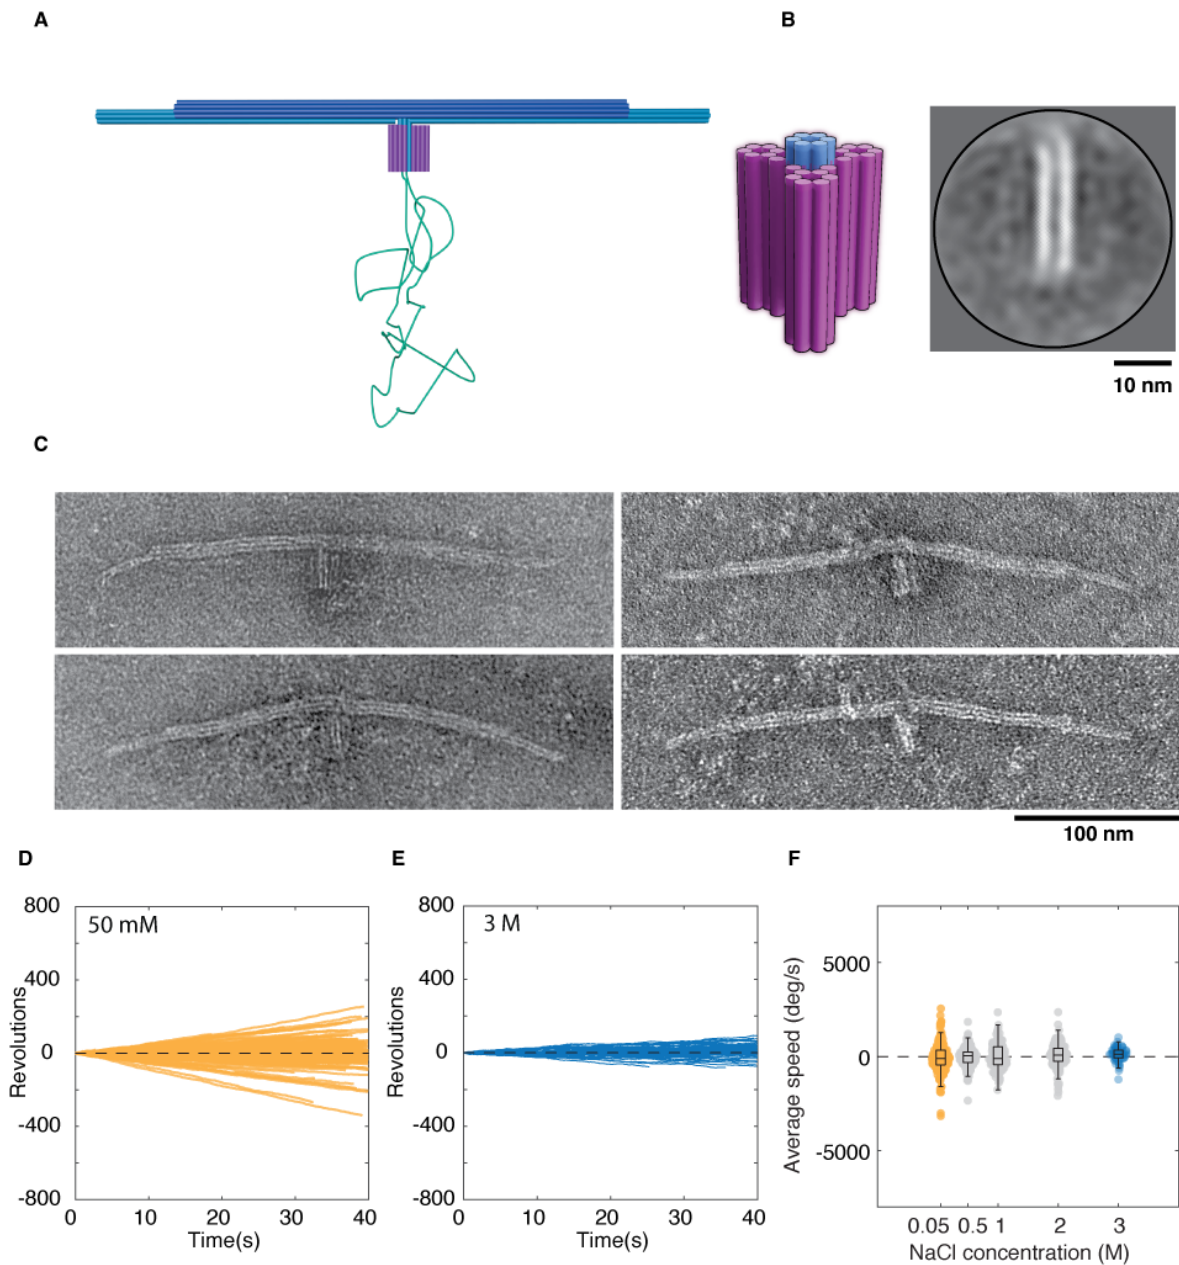 A
B
10 nm
C
100 nm
D
E
F
800
400
0
-400
-800
Revolutions
50 mM
0 10 20 30 40
Time(s)
800
400
0
-400
-800
Revolutions
3 M
0 10 20 30 40
Time(s)
5000
0
-5000
Average speed (deg/s)
0.05 0.5 1 2 3
NaCl concentration (M)